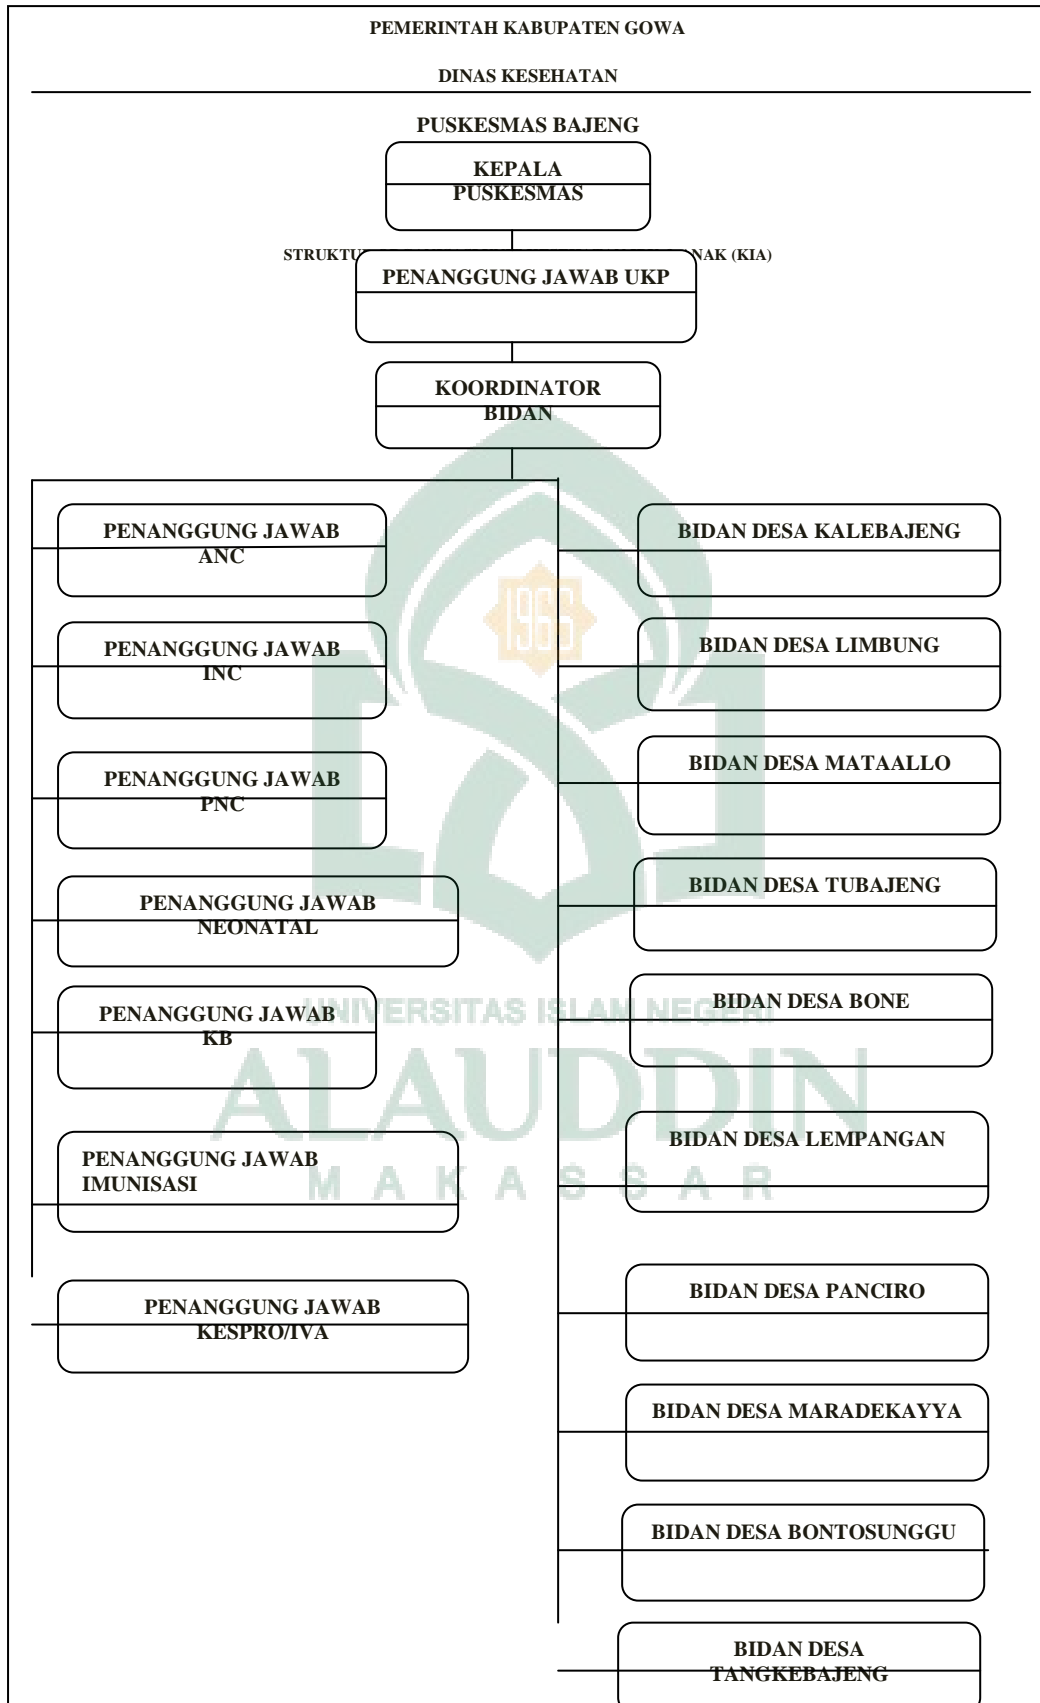 PEMERINTAH KABUPATEN GOWA
DINAS KESEHATAN
PUSKESMAS BAJENG
KEPALA
PUSKESMAS
NAK (KIA)
PENANGGUNG JAWAB UKP
KOORDINATOR
BIDAN
PENANGGUNG JAWAB
ANC
PENANGGUNG JAWAB
INC
PENANGGUNG JAWAB
PNC
PENANGGUNG JAWAB
NEONATAL
PENANGGUNG JAWAB
KB
PENANGGUNG JAWAB
IMUNISASI
PENANGGUNG JAWAB
KESPRO/IVA
BIDAN DESA KALEBAJENG
BIDAN DESA LIMBUNG
BIDAN DESA MATAALLO
BIDAN DESA TUBAJENG
BIDAN DESA BONE
BIDAN DESA LEMPANGAN
BIDAN DESA PANCIRO
BIDAN DESA MARADEKAYYA
BIDAN DESA BONTOSUNGGU
BIDAN DESA
TANGKEBAJENG
1965
UNIVERSITAS ISLAM NEGERI
ALAUDDIN
MAKASSAR